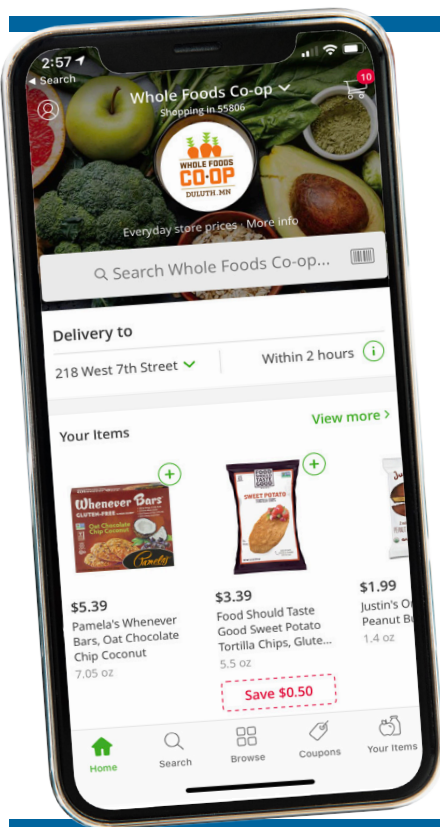 2:57
Search
10
Whole Foods Co-op
Shopping in 55806
WHOLE FOODS
CO-OP
DULUTH, MN
Everyday store prices · More info
Search Whole Foods Co-op...
Delivery to
218 West 7th Street
Within 2 hours
Your Items
View more >
Whenever Bars
GLUTEN-FREE
Oat Chocolate
Chip Coconut
Pamela's
FOOD
SHOULD
TASTE
GOOD
SWEET POTATO
TORTILLA CHIPS
$5.39
Pamela's Whenever
Bars, Oat Chocolate
Chip Coconut
7.05 oz
$3.39
Food Should Taste
Good Sweet Potato
Tortilla Chips, Glute...
5.5 oz
Save $0.50
$1.99
Justin's O
Peanut Bu
1.4 oz
Home
Search
Browse
Coupons
Your Items